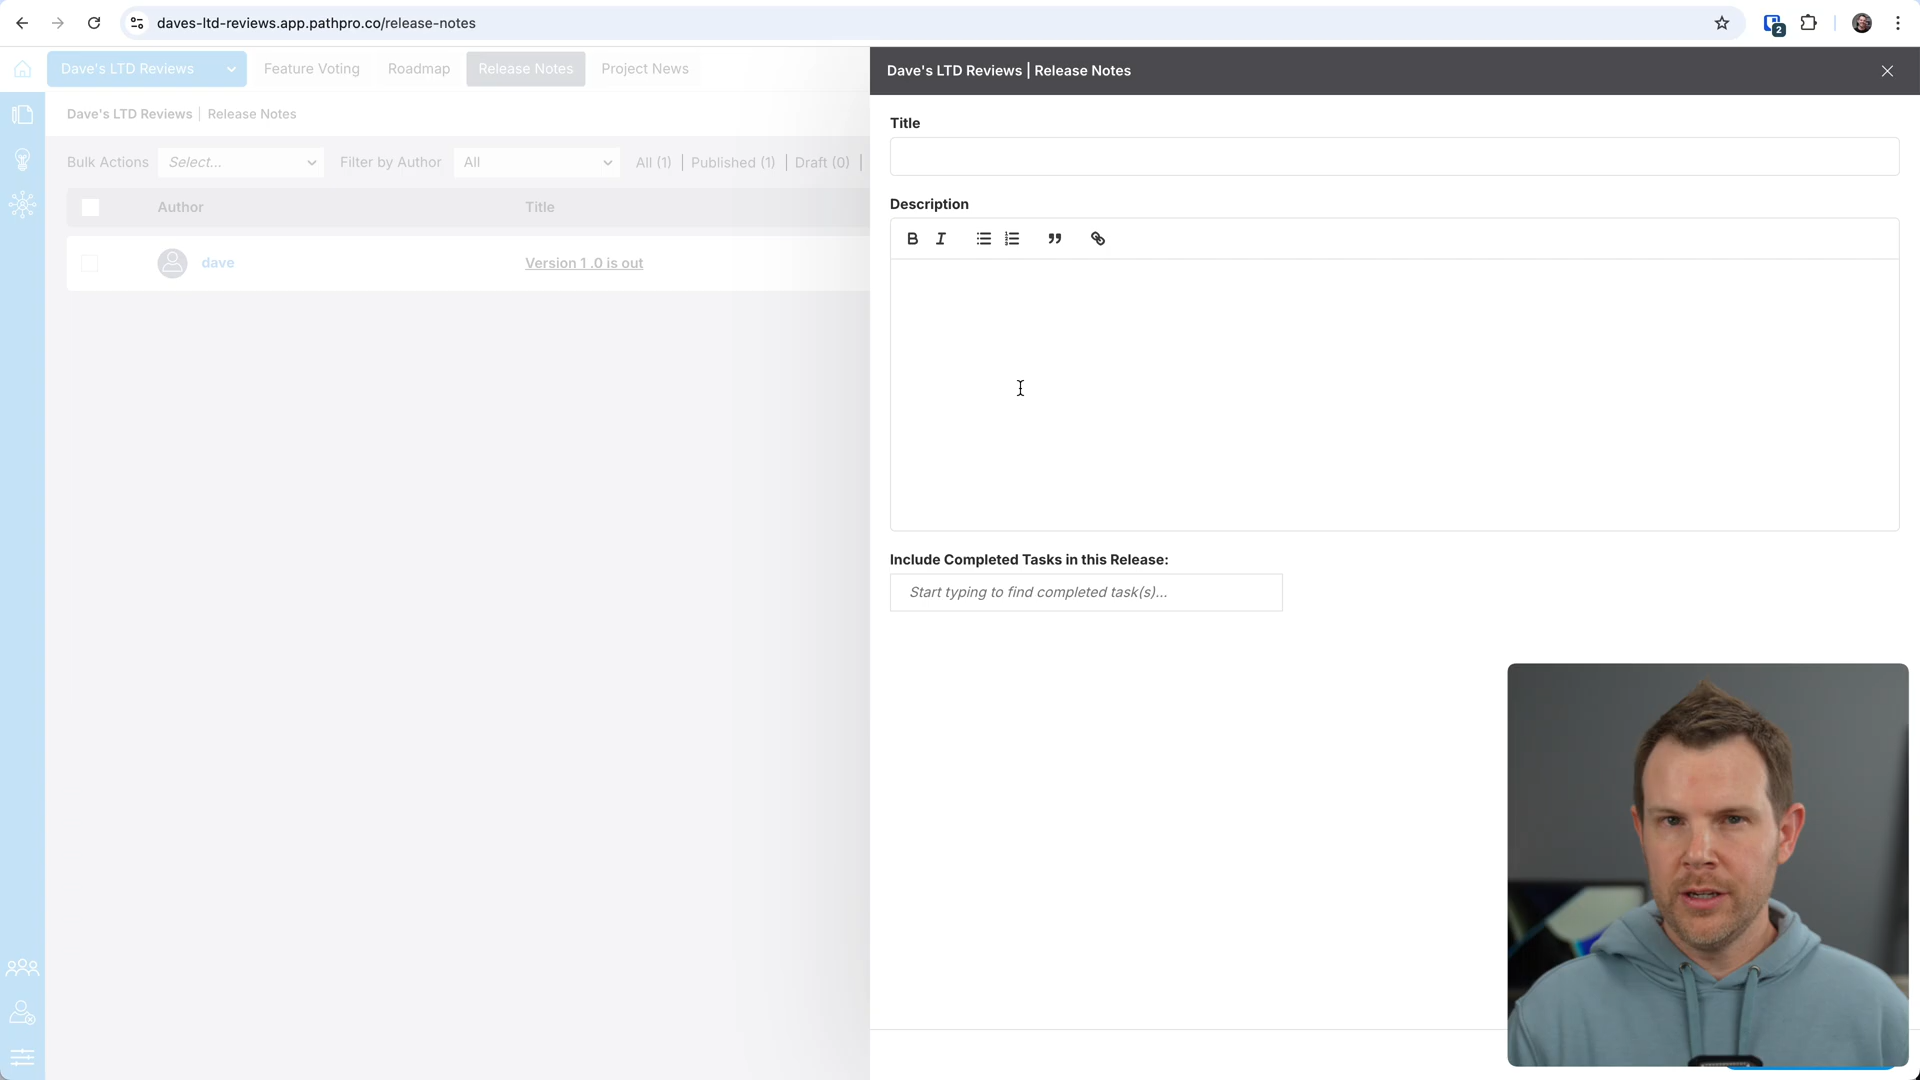 daves-ltd-reviews.app.pathpro.co/release-notes
2
Dave's LTD Reviews
Feature Voting
Roadmap
Release Notes
Project News
Dave's LTD Reviews | Release Notes
Dave's LTD Reviews | Release Notes
Bulk Actions
Select...
Filter by Author
All
All (1) | Published (1) | Draft (0) |
Author
Title
dave
Version 1 .0 is out
Title
Description
B I
Include Completed Tasks in this Release:
Start typing to find completed task(s)...